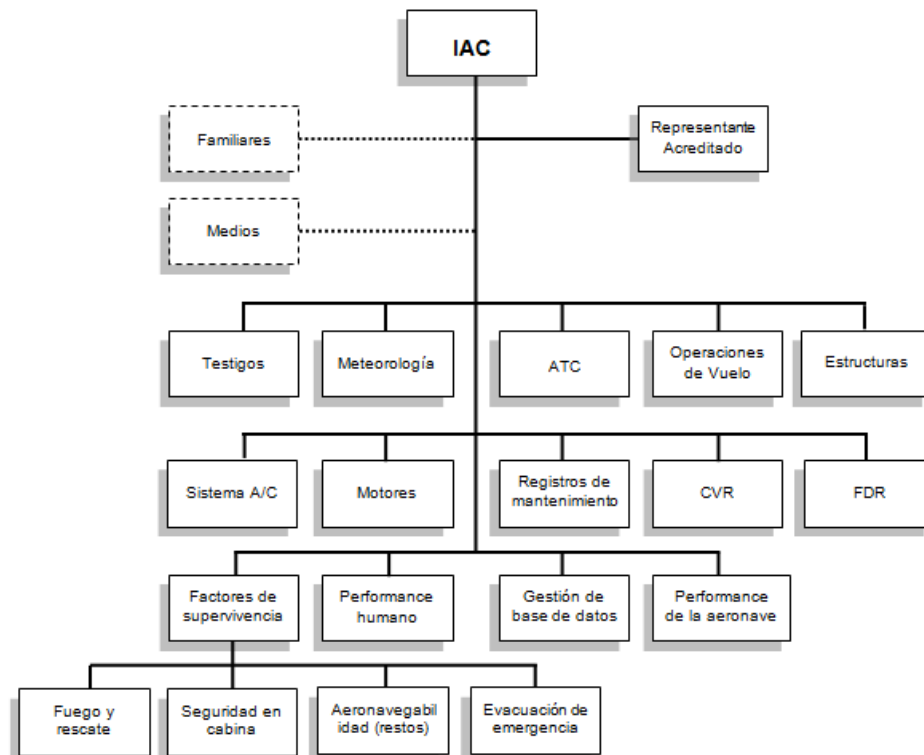 IAC
Familiares
Representante
Acreditado
Medios
Testigos
Meteorología
ATC
Operaciones
de Vuelo
Estructuras
Sistema A/C
Motores
Registros de
mantenimiento
CVR
FDR
Factores de
supervivencia
Performance
humano
Gestión de
base de datos
Performance
de la aeronave
Fuego y
rescate
Seguridad en
cabina
Aeronavegabil
idad (restos)
Evacuación de
emergencia